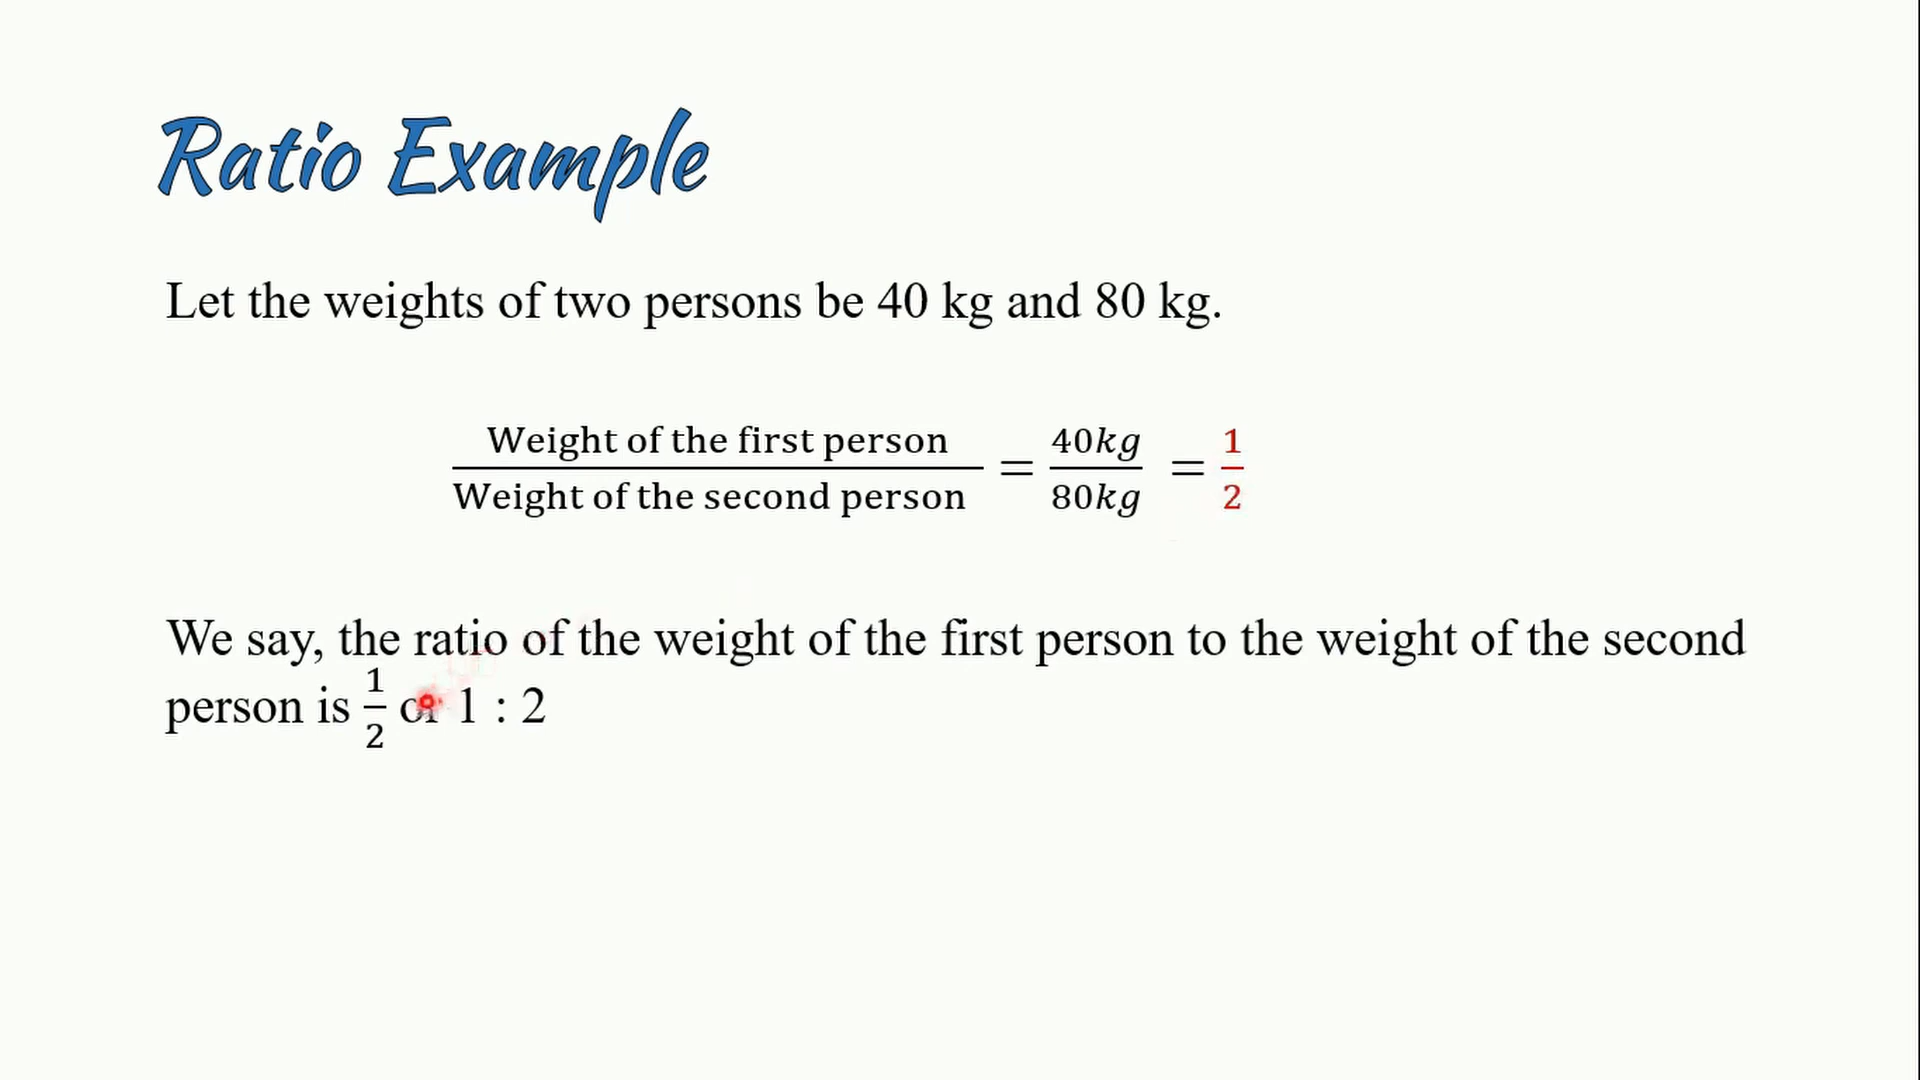 Ratio Example
Let the weights of two persons be 40 kg and 80 kg.
Weight of the first person / Weight of the second person = 40kg / 80kg = 1/2
We say, the ratio of the weight of the first person to the weight of the second
person is 1/2 or 1 : 2